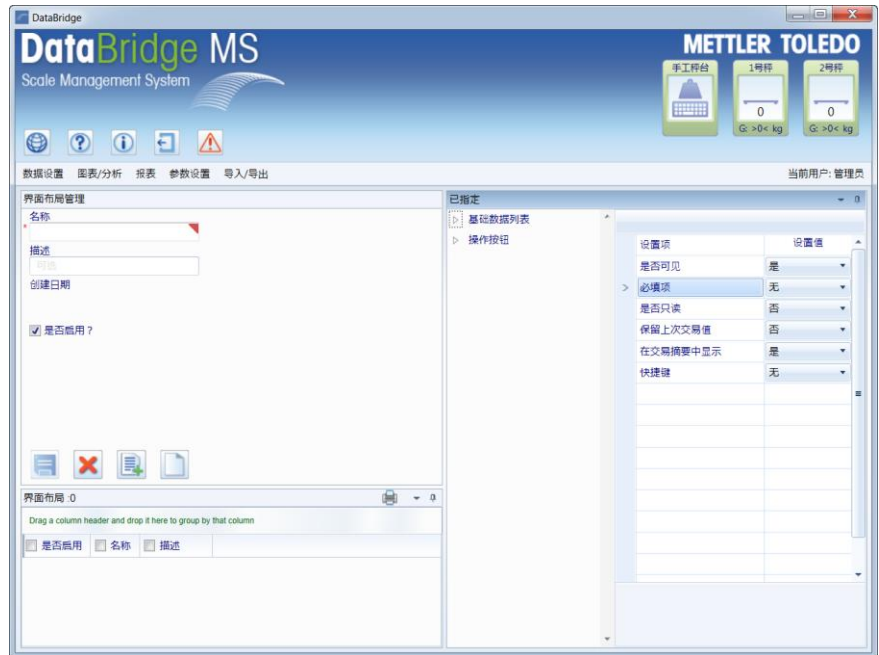 DataBridge
DataBridge MS
Scale Management System
METTLER TOLEDO
手工秤台
1号秤
2号秤
0
0
G: >0< kg
G: >0< kg
数据设置 图表/分析 报表 参数设置 导入/导出
当前用户: 管理员
界面布局管理
名称
*
描述
可选
创建日期
是否启用？
界面布局 :0
Drag a column header and drop it here to group by that column
是否启用 名称 描述
已指定
基础数据列表
操作按钮
设置项 设置值
是否可见 是
必填项 无
是否只读 否
保留上次交易值 否
在交易摘要中显示 是
快捷键 无